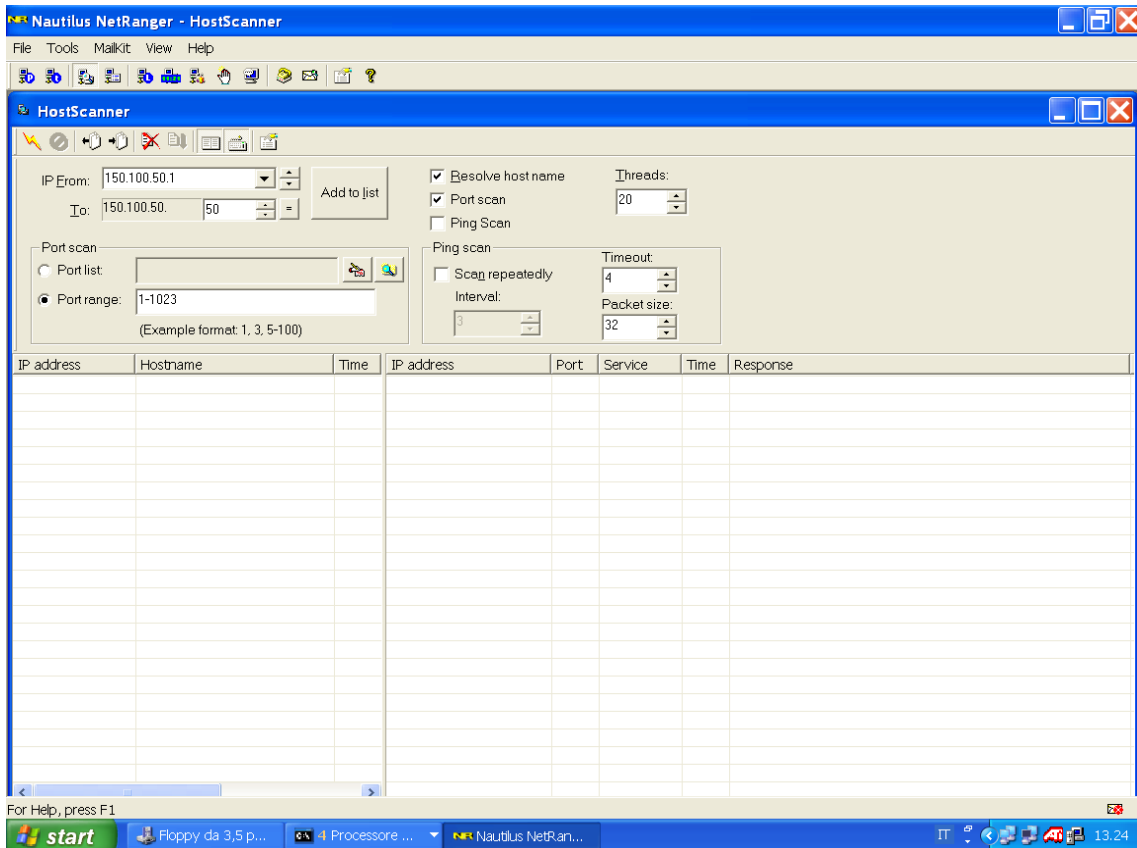 NR Nautilus NetRanger - HostScanner
File Tools MailKit View Help
HostScanner
IP From: 150.100.50.1
To: 150.100.50. 50 =
Add to list
Resolve host name
Port scan
Ping Scan
Threads:
20
Port scan
Port list:
Port range: 1-1023
(Example format: 1, 3, 5-100)
Ping scan
Scan repeatedly
Interval:
3
Timeout:
4
Packet size:
32
IP address Hostname Time IP address Port Service Time Response
For Help, press F1
start Floppy da 3,5 p... 4 Processore ... NR Nautilus NetRan... IT ATI 13.24